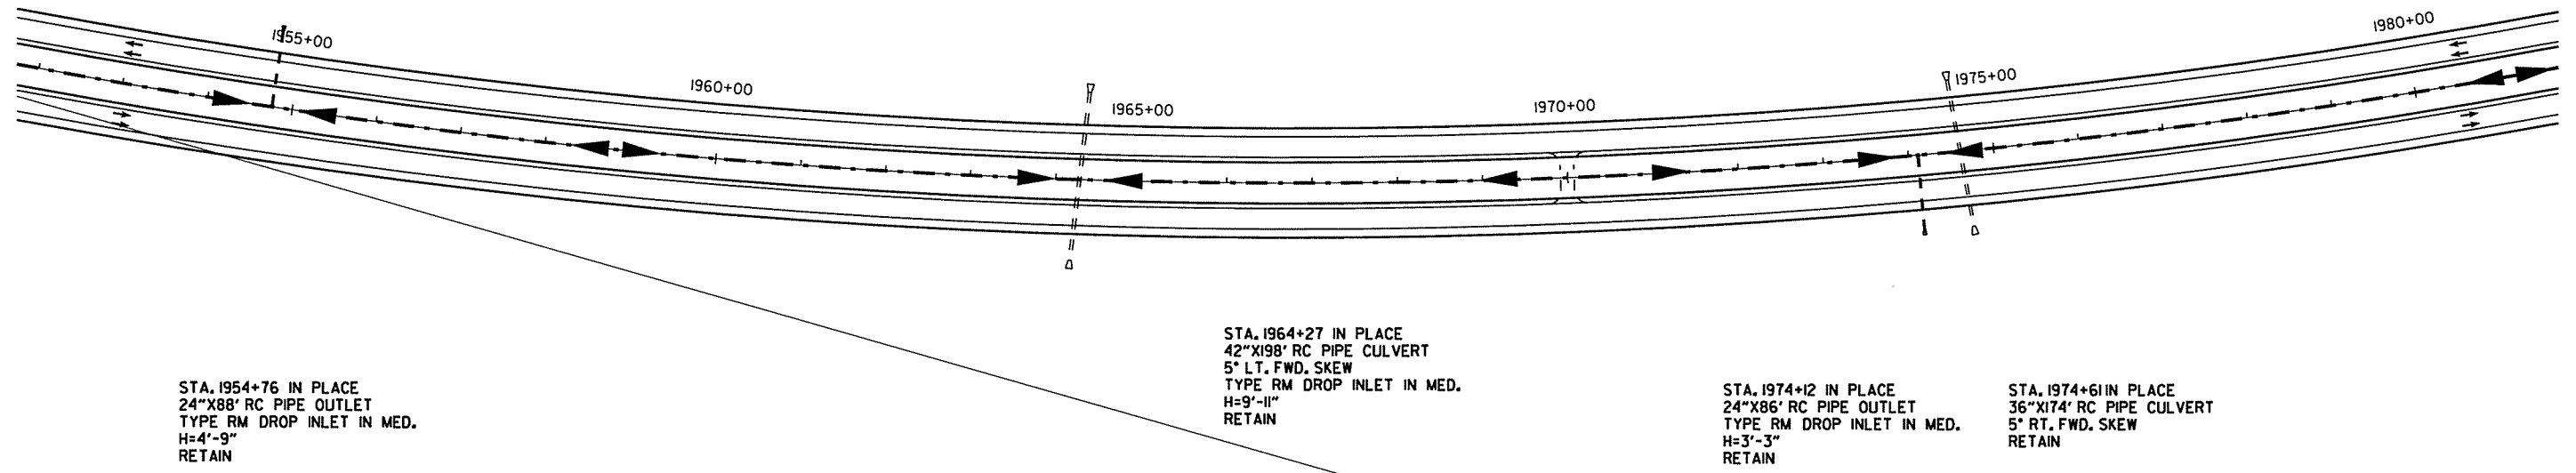 1955+00
1960+00
1965+00
1970+00
1975+00
1980+00
STA. 1954+76 IN PLACE
24"X88' RC PIPE OUTLET
TYPE RM DROP INLET IN MED.
H=4'-9"
RETAIN
STA. 1964+27 IN PLACE
42"X198' RC PIPE CULVERT
5° LT. FWD. SKEW
TYPE RM DROP INLET IN MED.
H=9'-11"
RETAIN
STA. 1974+12 IN PLACE
24"X86' RC PIPE OUTLET
TYPE RM DROP INLET IN MED.
H=3'-3"
RETAIN
STA. 1974+61 IN PLACE
36"X174' RC PIPE CULVERT
5° RT. FWD. SKEW
RETAIN